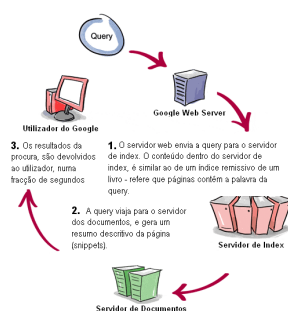 Query
Google Web Server
Utilizador do Google
3. Os resultados da
procura, são devolvidos
ao utilizador, numa
fracção de segundos
1. O servidor web envia a query para o servidor
de index. O conteúdo dentro do servidor de
index, é similar ao de um índice remissivo de um
livro - refere que páginas contêm a palavra da
query.
2. A query viaja para o servidor
dos documentos, e gera um
resumo descritivo da página
(snippets).
Servidor de Index
Servidor de Documentos